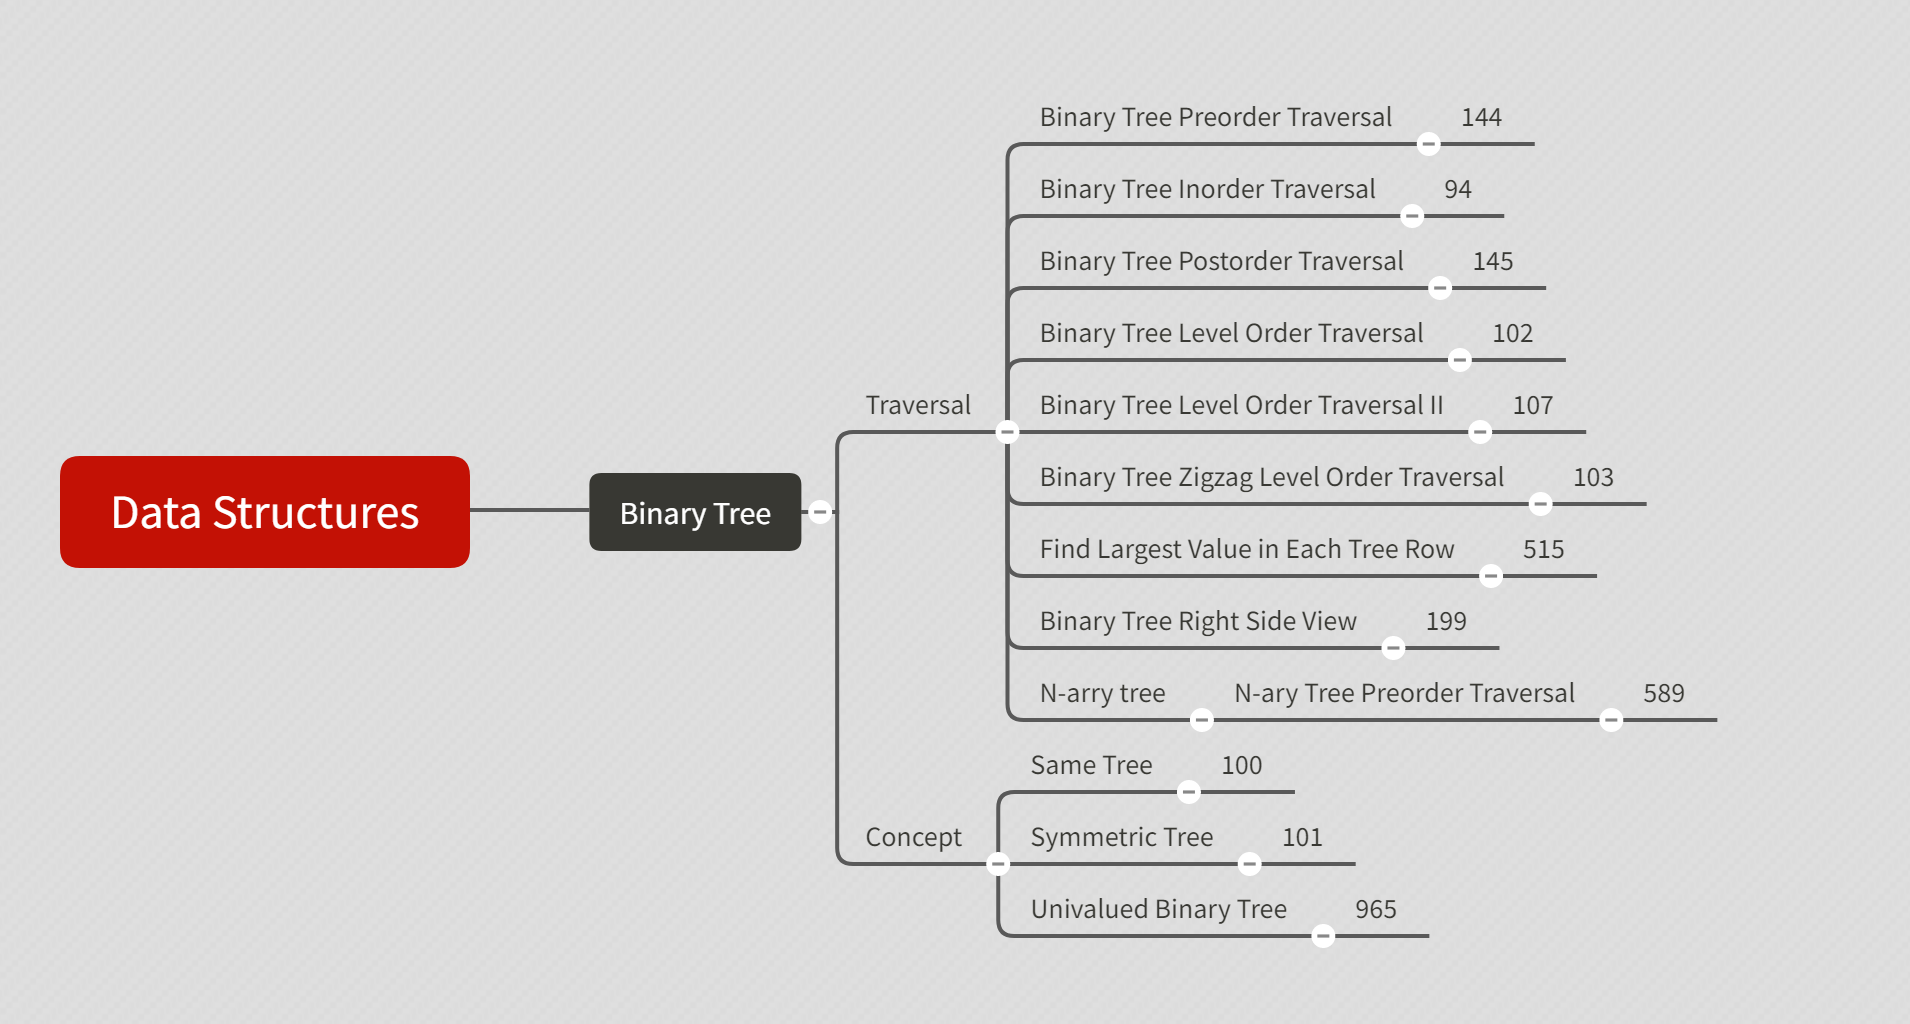 Data Structures
Binary Tree
Traversal
Binary Tree Preorder Traversal 144
Binary Tree Inorder Traversal 94
Binary Tree Postorder Traversal 145
Binary Tree Level Order Traversal 102
Binary Tree Level Order Traversal II 107
Binary Tree Zigzag Level Order Traversal 103
Find Largest Value in Each Tree Row 515
Binary Tree Right Side View 199
N-arry tree N-ary Tree Preorder Traversal 589
Concept
Same Tree 100
Symmetric Tree 101
Univalued Binary Tree 965